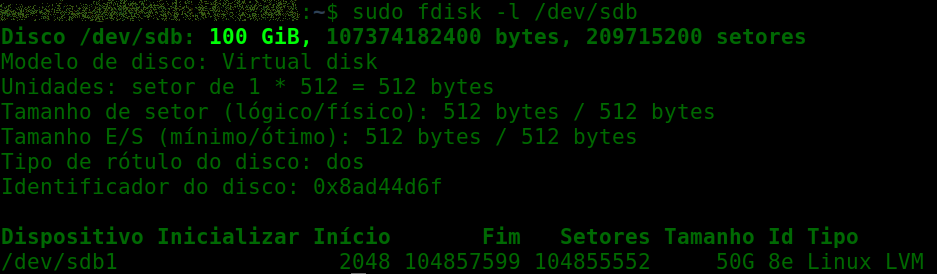 :~$ sudo fdisk -l /dev/sdb
Disco /dev/sdb: 100 GiB, 107374182400 bytes, 209715200 setores
Modelo de disco: Virtual disk
Unidades: setor de 1 * 512 = 512 bytes
Tamanho de setor (lógico/físico): 512 bytes / 512 bytes
Tamanho E/S (mínimo/ótimo): 512 bytes / 512 bytes
Tipo de rótulo do disco: dos
Identificador do disco: 0x8ad44d6f
Dispositivo Inicializar Início Fim Setores Tamanho Id Tipo
/dev/sdb1 2048 104857599 104855552 50G 8e Linux LVM